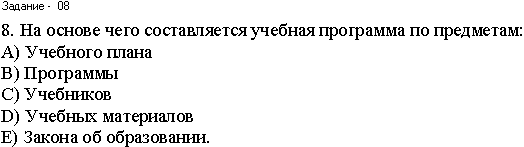 Задание - 08
8. На основе чего составляется учебная программа по предметам:
A) Учебного плана
B) Программы
C) Учебников
D) Учебных материалов
E) Закона об образовании.